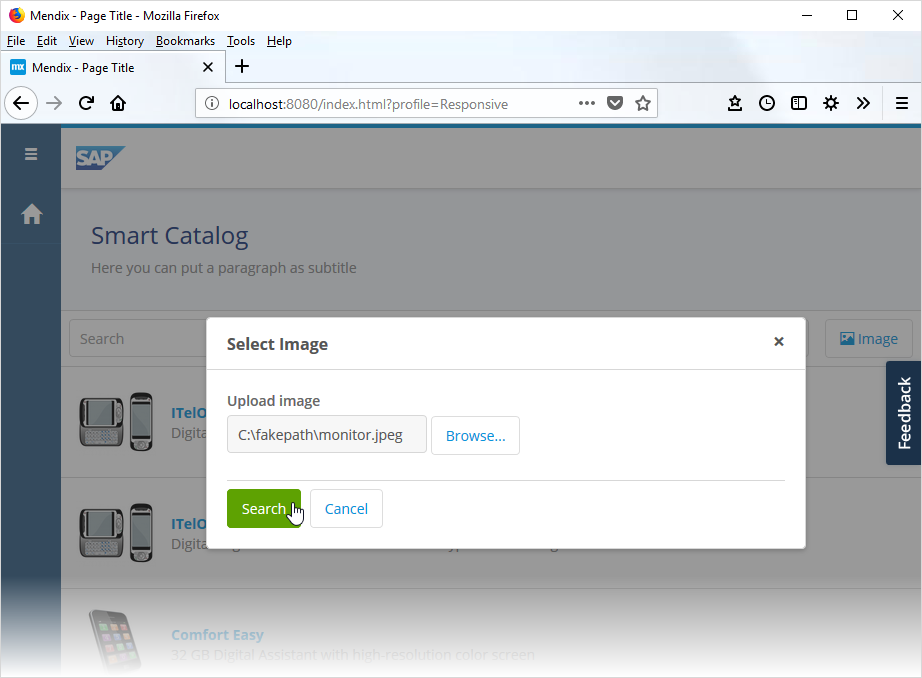 Mendix - Page Title - Mozilla Firefox
File Edit View History Bookmarks Tools Help
mx Mendix - Page Title
localhost:8080/index.html?profile=Responsive
SAP
Smart Catalog
Here you can put a paragraph as subtitle
Search
Image
Select Image
Upload image
C:\fakepath\monitor.jpeg
Browse...
Search
Cancel
Feedback
ITelO
Digita
ITelO
Digita
Comfort Easy
32 GB Digital Assistant with high-resolution color screen